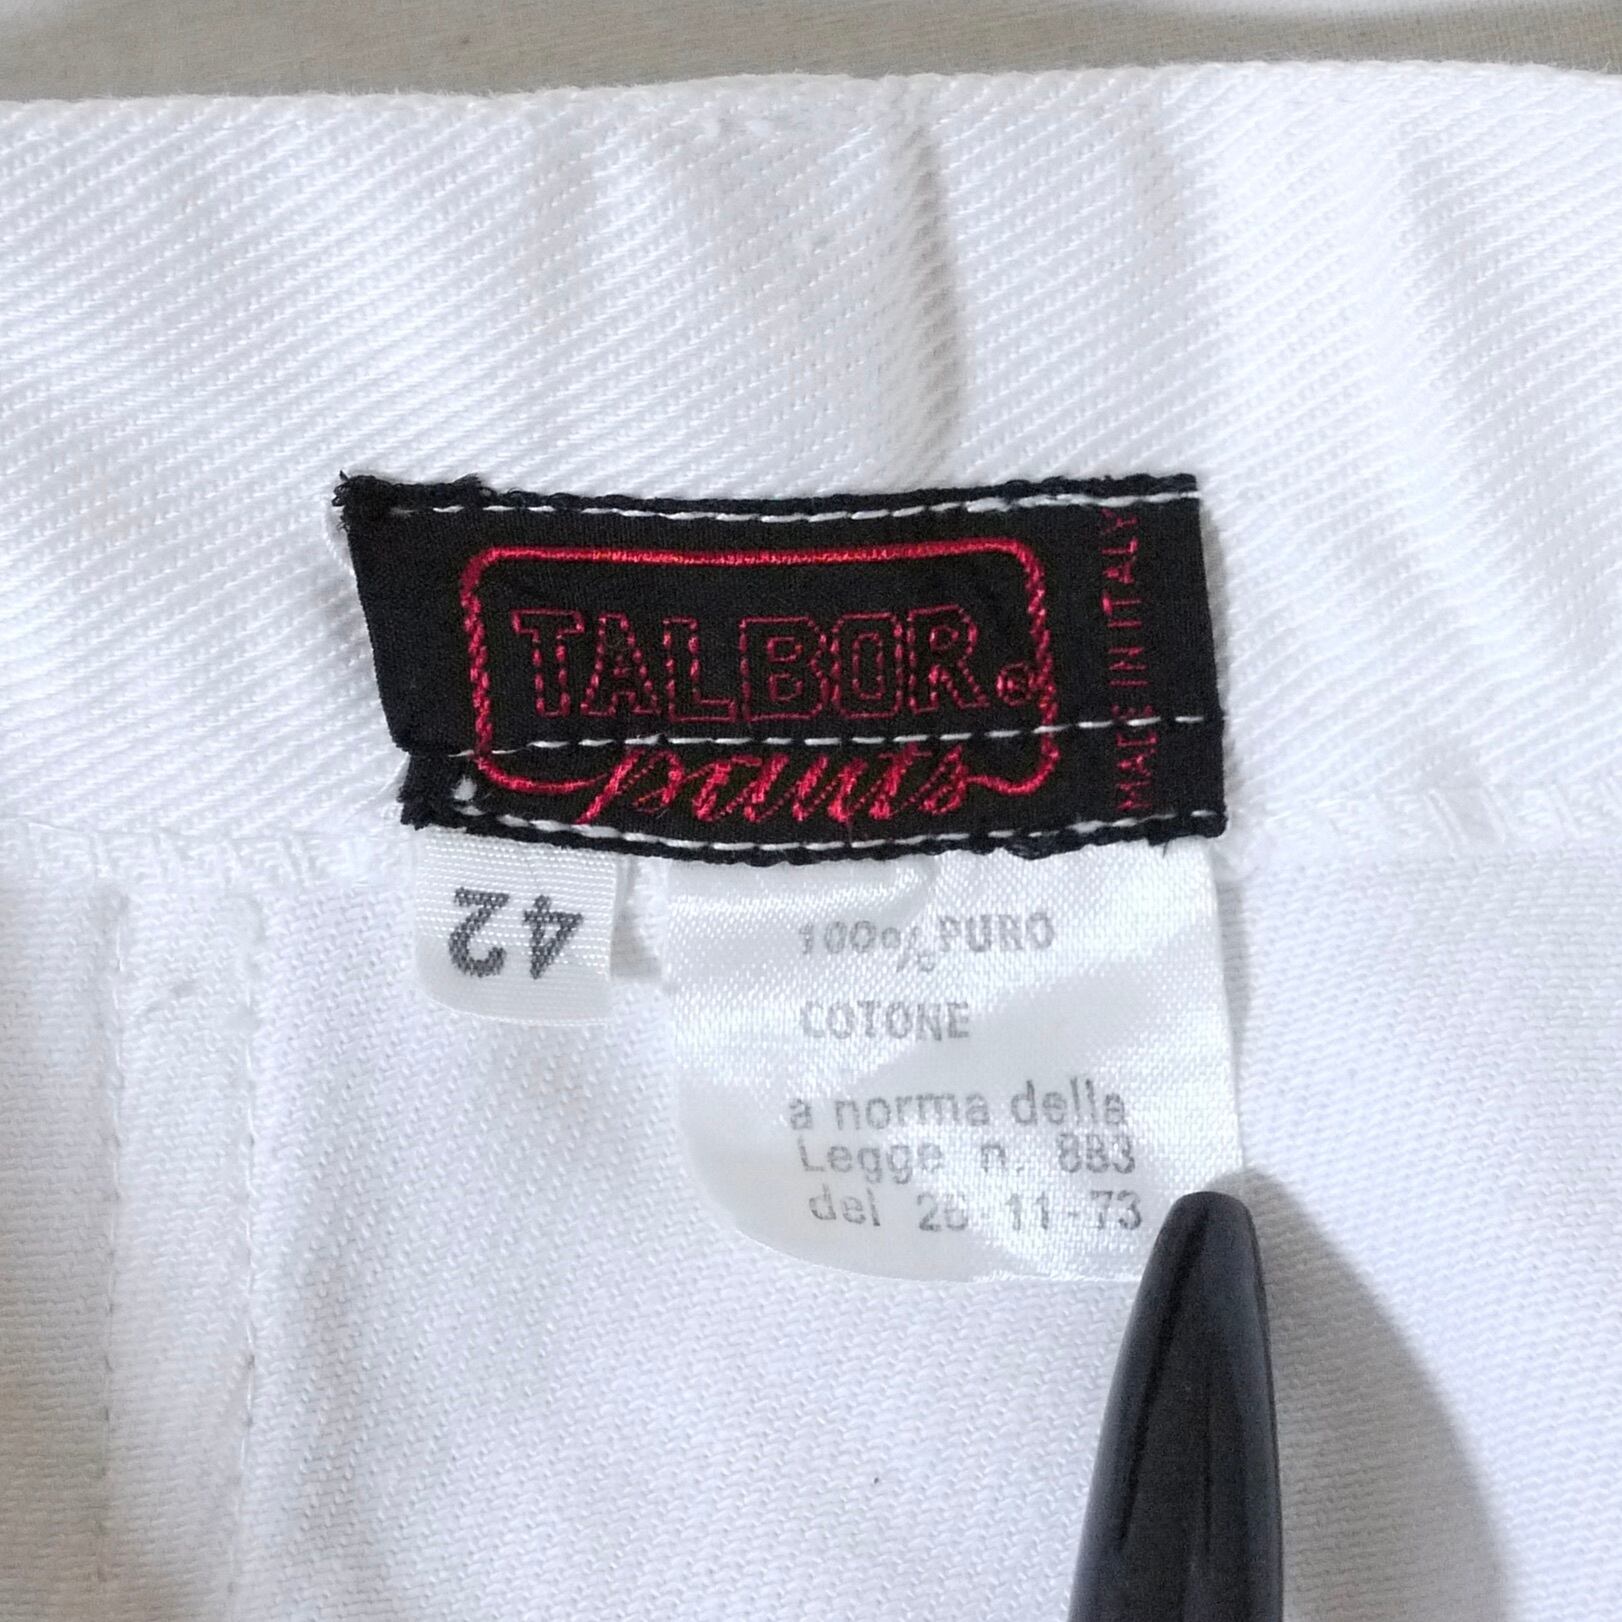 TALBOR®
pants
MADE IN ITALY
42
100% PURO
COTONE
a norma della
Legge n. 883
del 26-11-73